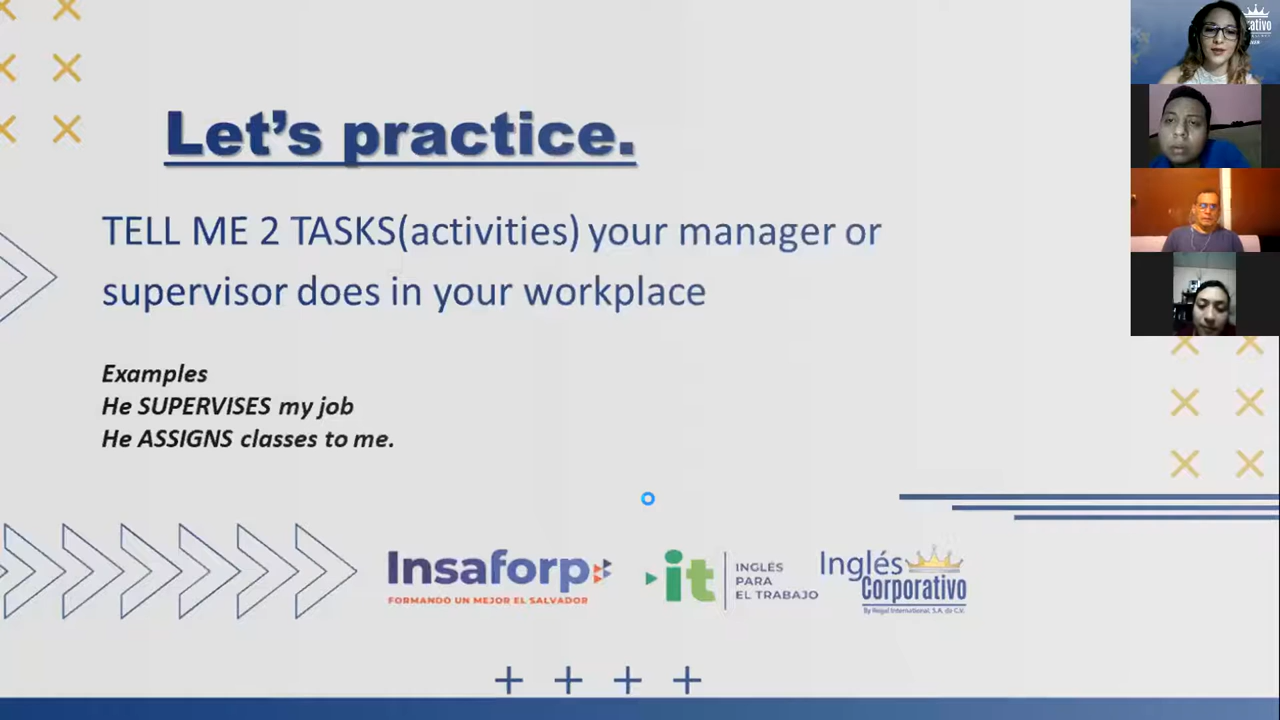 Let's practice.
TELL ME 2 TASKS(activities) your manager or
supervisor does in your workplace
Examples
He SUPERVISES my job
He ASSIGNS classes to me.
Insaforp
FORMANDO UN MEJOR EL SALVADOR
it
INGLÉS
PARA
EL TRABAJO
Inglés
Corporativo
By Regal International, S.A. de C.V.